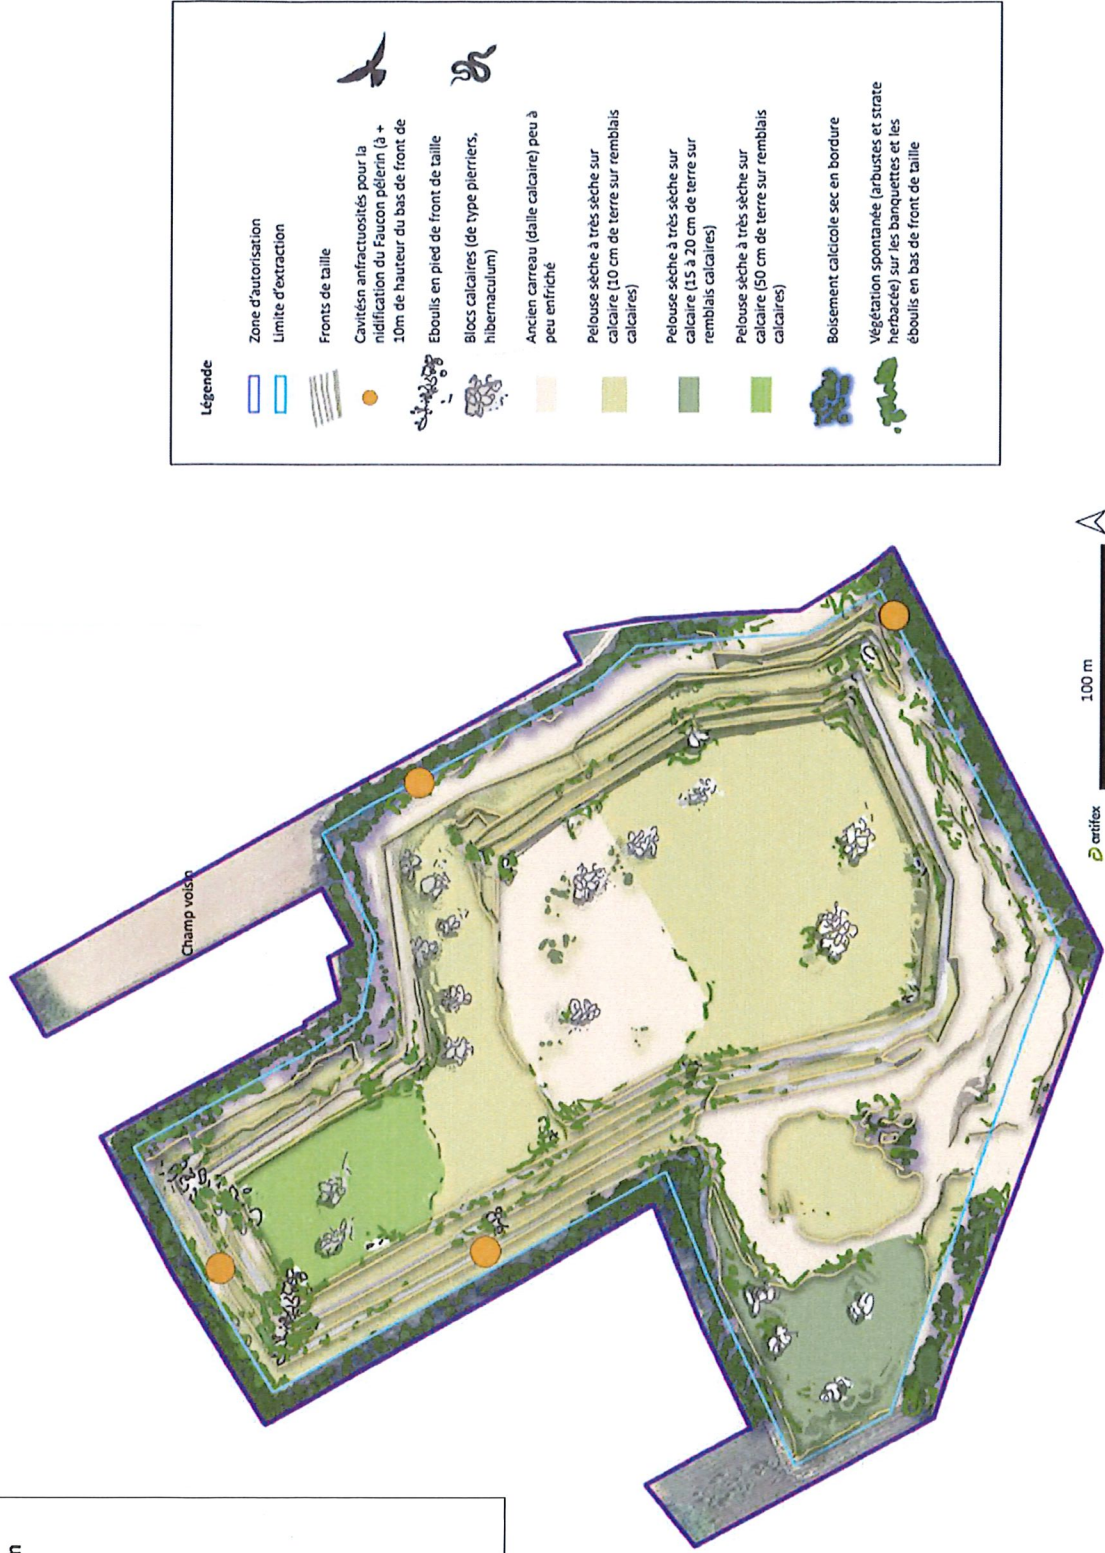 Légende
Zone d'autorisation
Limite d'extraction
Fronts de taille
Cavitésn anfractuosités pour la
nidification du Faucon pélerin (à +
10m de hauteur du bas de front de
Eboulis en pied de front de taille
Blocs calcaires (de type pierriers,
hibernaculum)
Ancien carreau (dalle calcaire) peu à
peu enfriché
Pelouse sèche à très sèche sur
calcaire (10 cm de terre sur remblais
calcaires)
Pelouse sèche à très sèche sur
calcaire (15 à 20 cm de terre sur
remblais calcaires)
Pelouse sèche à très sèche sur
calcaire (50 cm de terre sur remblais
calcaires)
Boisement calcicole sec en bordure
Végétation spontanée (arbustes et strate
herbacée) sur les banquettes et les
éboulis en bas de front de taille
Champ voisin
100 m
artifex
n